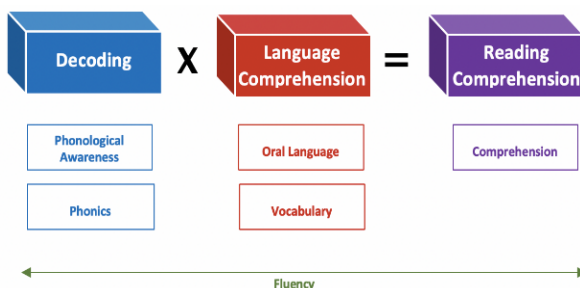 Decoding
X
Language
Comprehension
=
Reading
Comprehension
Phonological
Awareness
Oral Language
Comprehension
Phonics
Vocabulary
Fluency